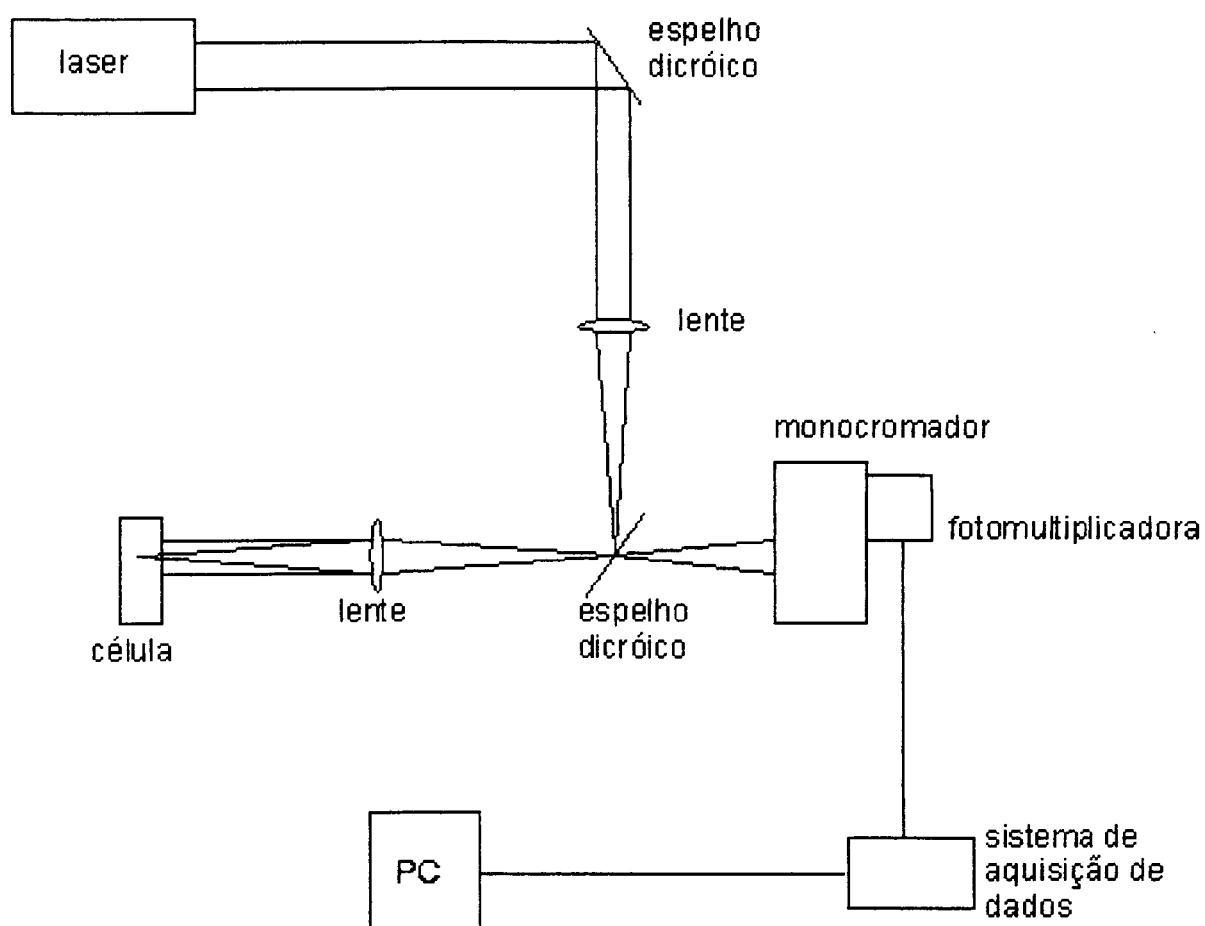 laser
espelho
dicróico
lente
monocromador
fotomultiplicadora
célula
lente
espelho
dicróico
PC
sistema de
aquisição de
dados